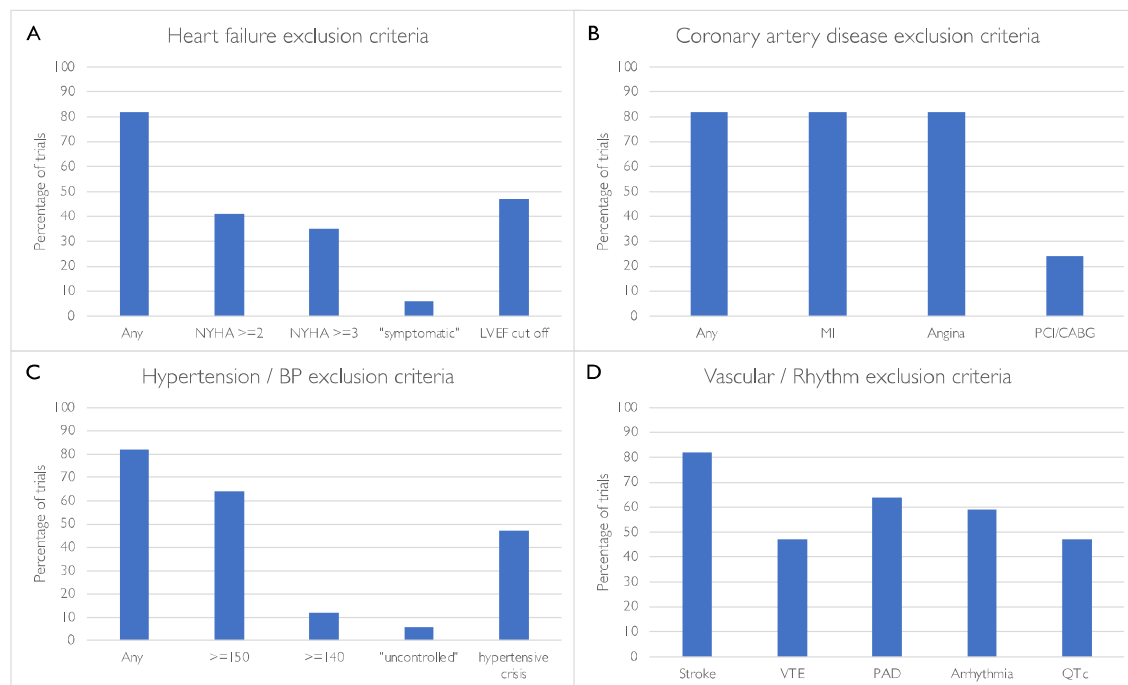 A
Heart failure exclusion criteria
Percentage of trials
100
90
80
70
60
50
40
30
20
10
0
Any NYHA >=2 NYHA >=3 "symptomatic" LVEF cut off
B
Coronary artery disease exclusion criteria
Percentage of trials
100
90
80
70
60
50
40
30
20
10
0
Any MI Angina PCI/CABG
C
Hypertension / BP exclusion criteria
Percentage of trials
100
90
80
70
60
50
40
30
20
10
0
Any >=150 >=140 "uncontrolled" hypertensive
crisis
D
Vascular / Rhythm exclusion criteria
Percentage of trials
100
90
80
70
60
50
40
30
20
10
0
Stroke VTE PAD Arrhythmia QTc